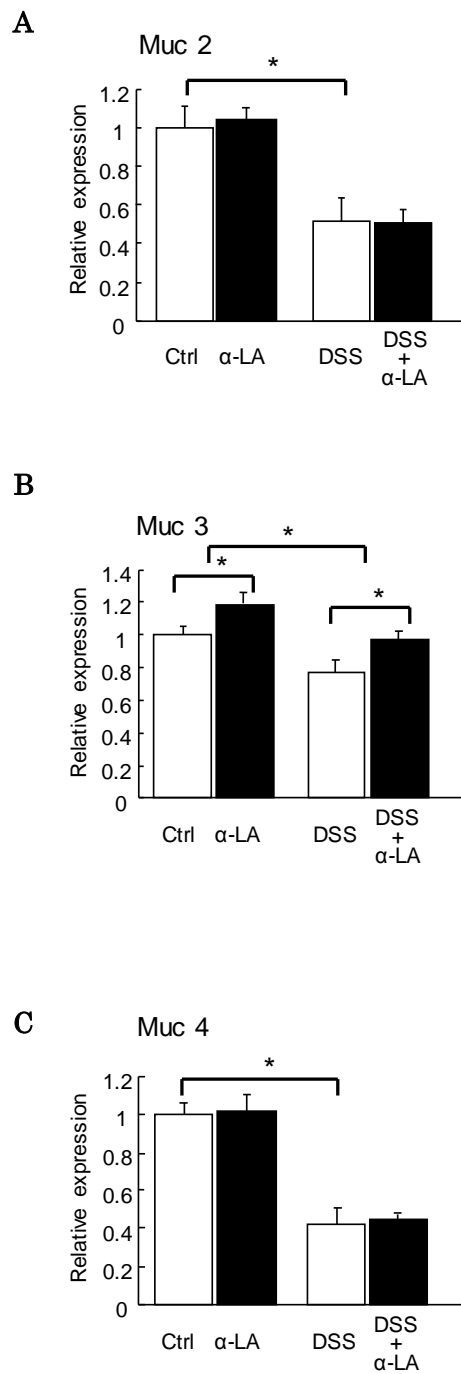 A
Muc 2
*
1.2
1
0.8
0.6
0.4
0.2
0
Relative expression
Ctrl α-LA DSS DSS + α-LA
B
Muc 3
*
* *
1.4
1.2
1
0.8
0.6
0.4
0.2
0
Relative expression
Ctrl α-LA DSS DSS + α-LA
C
Muc 4
*
1.2
1
0.8
0.6
0.4
0.2
0
Relative expression
Ctrl α-LA DSS DSS + α-LA